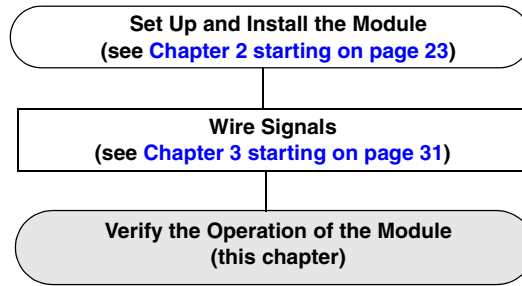 Set Up and Install the Module
(see Chapter 2 starting on page 23)
Wire Signals
(see Chapter 3 starting on page 31)
Verify the Operation of the Module
(this chapter)